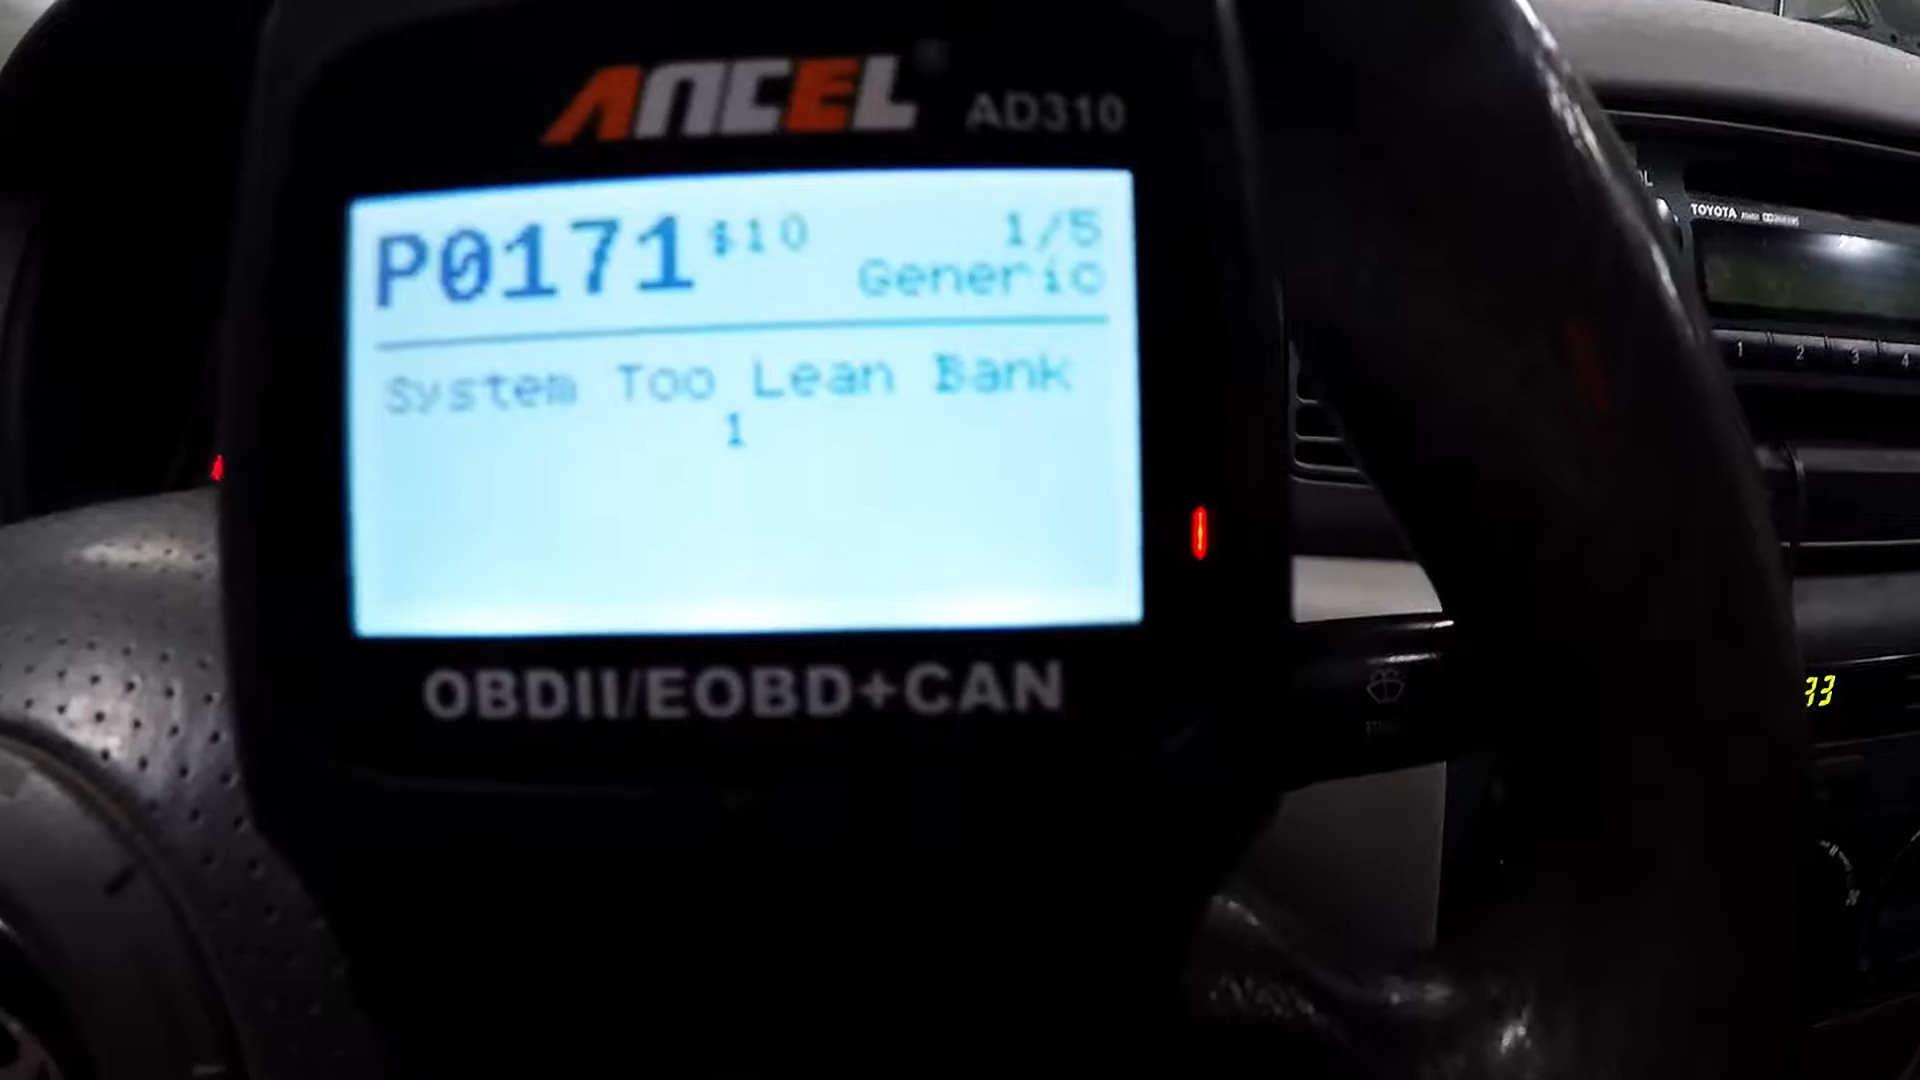 ANCEL
AD310
P0171 $10 1/5
Generic
System Too Lean Bank
1
OBDII/EOBD+CAN
TOYOTA
1 2 3 4
33